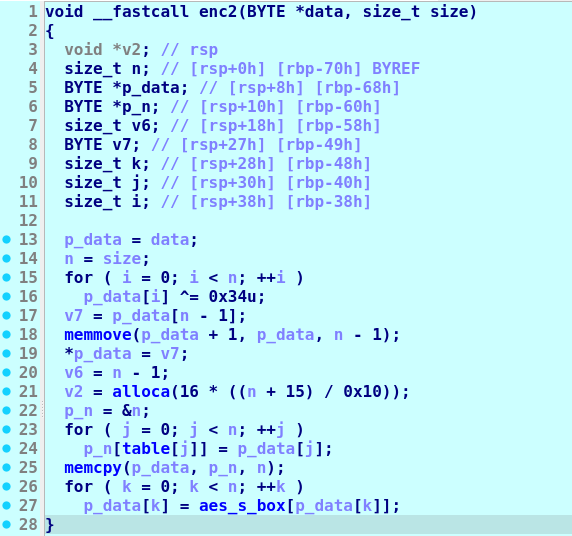 1 void __fastcall enc2(BYTE *data, size_t size)
2 {
3   void *v2; // rsp
4   size_t n; // [rsp+0h] [rbp-70h] BYREF
5   BYTE *p_data; // [rsp+8h] [rbp-68h]
6   BYTE *p_n; // [rsp+10h] [rbp-60h]
7   size_t v6; // [rsp+18h] [rbp-58h]
8   BYTE v7; // [rsp+27h] [rbp-49h]
9   size_t k; // [rsp+28h] [rbp-48h]
10   size_t j; // [rsp+30h] [rbp-40h]
11   size_t i; // [rsp+38h] [rbp-38h]
12
13   p_data = data;
14   n = size;
15   for ( i = 0; i < n; ++i )
16     p_data[i] ^= 0x34u;
17   v7 = p_data[n - 1];
18   memmove(p_data + 1, p_data, n - 1);
19   *p_data = v7;
20   v6 = n - 1;
21   v2 = alloca(16 * ((n + 15) / 0x10));
22   p_n = &n;
23   for ( j = 0; j < n; ++j )
24     p_n[table[j]] = p_data[j];
25   memcpy(p_data, p_n, n);
26   for ( k = 0; k < n; ++k )
27     p_data[k] = aes_s_box[p_data[k]];
28 }